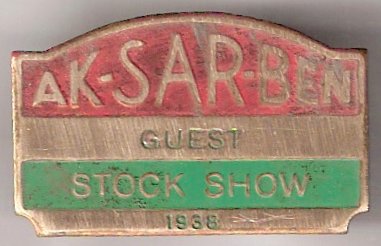 AK-SAR-BEN
GUEST
STOCK SHOW
1938